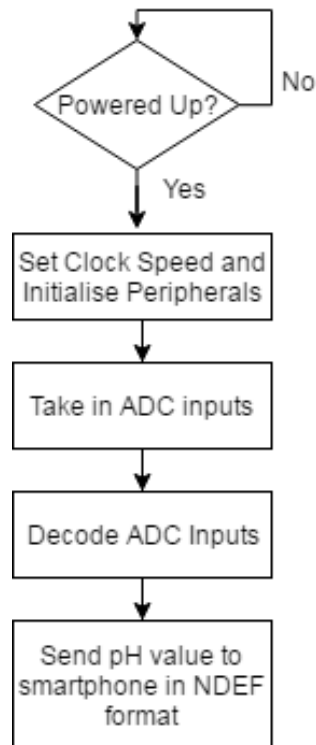 Powered Up?
No
Yes
Set Clock Speed and
Initialise Peripherals
Take in ADC inputs
Decode ADC Inputs
Send pH value to
smartphone in NDEF
format